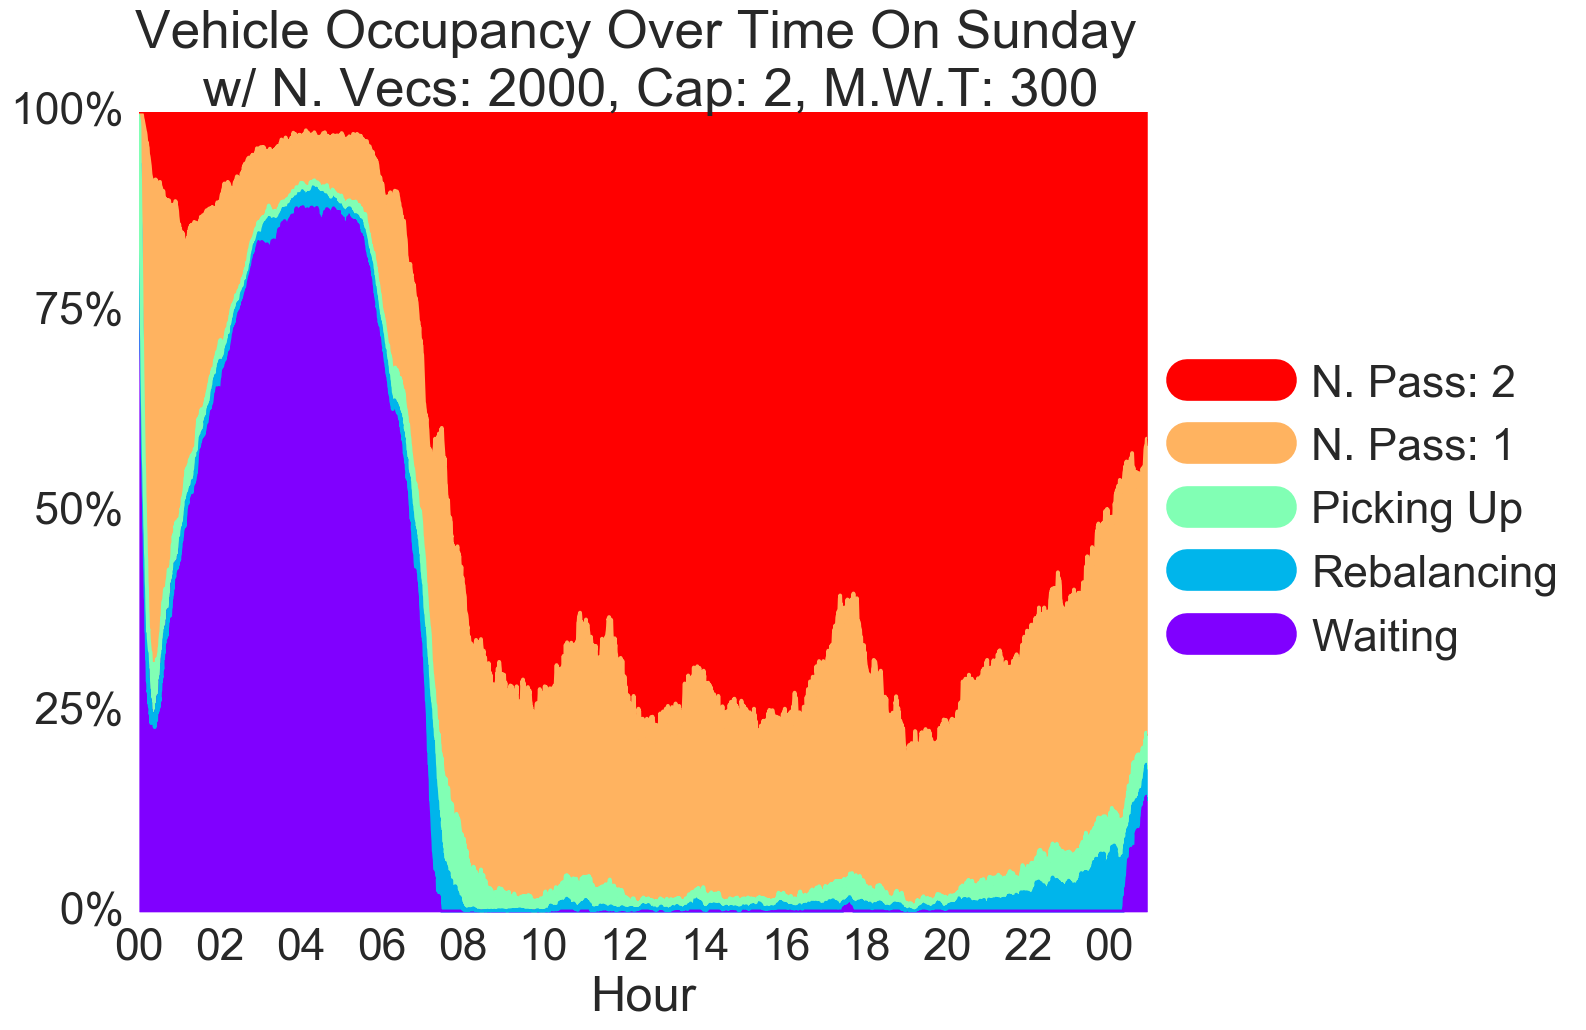 Vehicle Occupancy Over Time On Sunday
w/ N. Vecs: 2000, Cap: 2, M.W.T: 300
100%
75%
50%
25%
0%
00 02 04 06 08 10 12 14 16 18 20 22 00
Hour
N. Pass: 2
N. Pass: 1
Picking Up
Rebalancing
Waiting